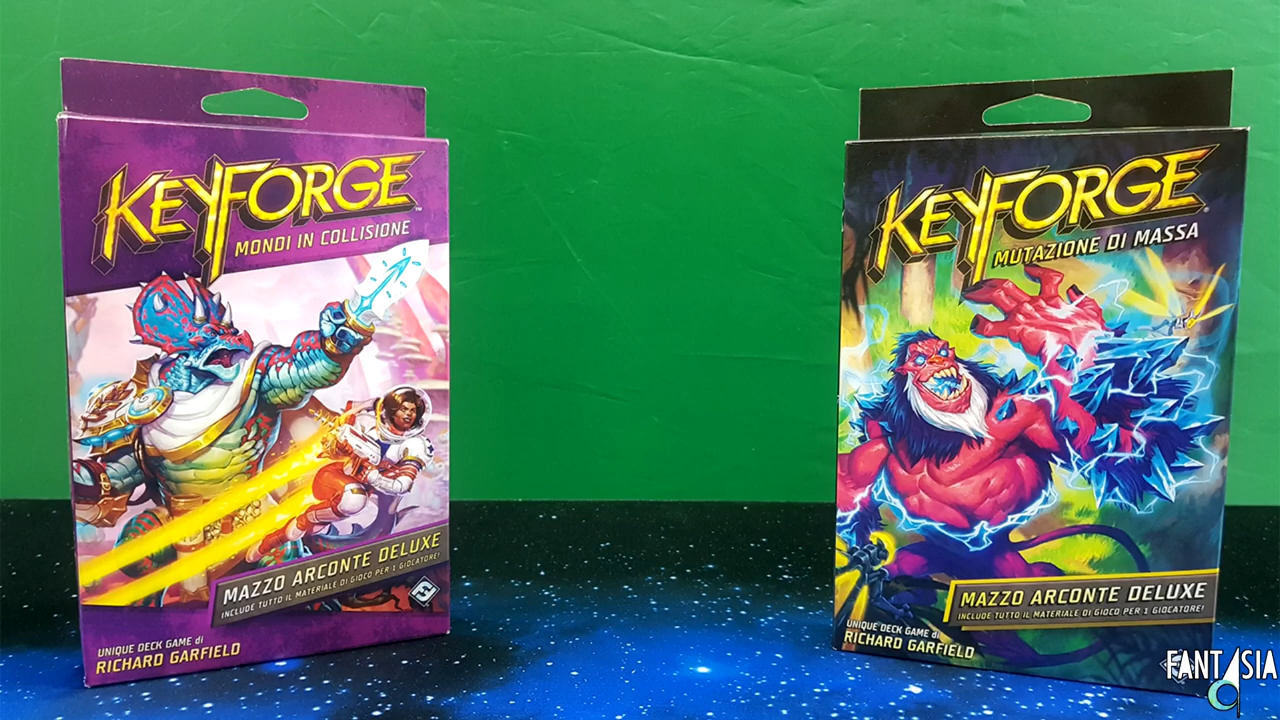 KEYFORGE™
MONDI IN COLLISIONE
MAZZO ARCONTE DELUXE
INCLUDE TUTTO IL MATERIALE DI GIOCO PER 1 GIOCATORE!
UNIQUE DECK GAME di
RICHARD GARFIELD
KEYFORGE®
MUTAZIONE DI MASSA
MAZZO ARCONTE DELUXE
INCLUDE TUTTO IL MATERIALE DI GIOCO PER 1 GIOCATORE!
UNIQUE DECK GAME di
RICHARD GARFIELD
FANTASIA